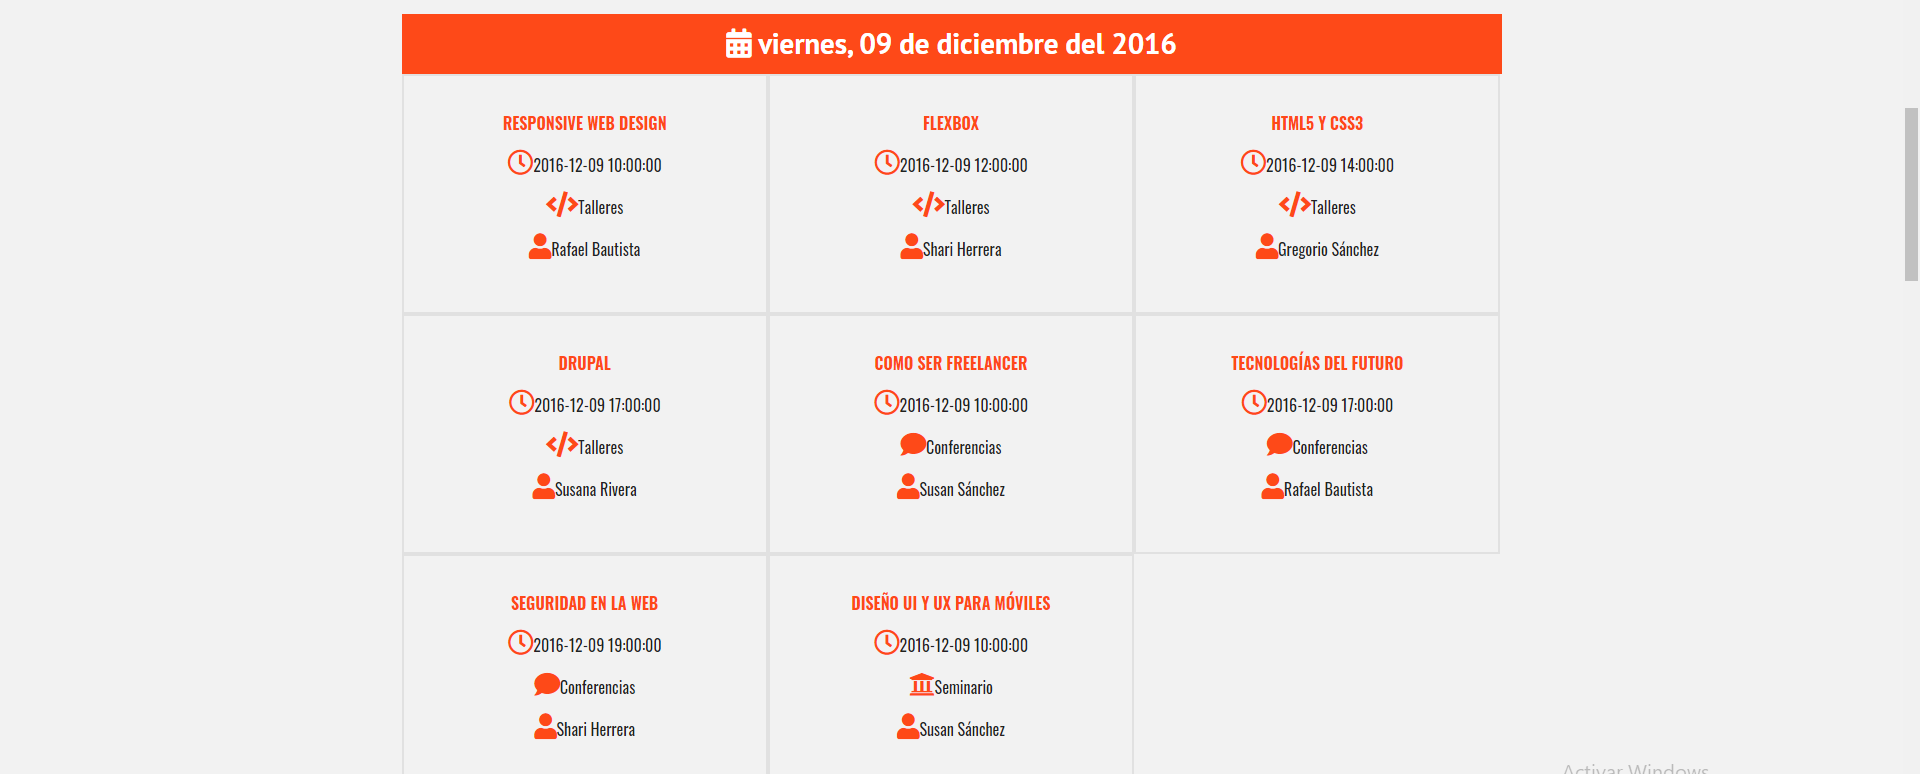 viernes, 09 de diciembre del 2016
RESPONSIVE WEB DESIGN
2016-12-09 10:00:00
Talleres
Rafael Bautista
FLEXBOX
2016-12-09 12:00:00
Talleres
Shari Herrera
HTML5 Y CSS3
2016-12-09 14:00:00
Talleres
Gregorio Sánchez
DRUPAL
2016-12-09 17:00:00
Talleres
Susana Rivera
COMO SER FREELANCER
2016-12-09 10:00:00
Conferencias
Susan Sánchez
TECNOLOGÍAS DEL FUTURO
2016-12-09 17:00:00
Conferencias
Rafael Bautista
SEGURIDAD EN LA WEB
2016-12-09 19:00:00
Conferencias
Shari Herrera
DISEÑO UI Y UX PARA MÓVILES
2016-12-09 10:00:00
Seminario
Susan Sánchez
Activar Windows